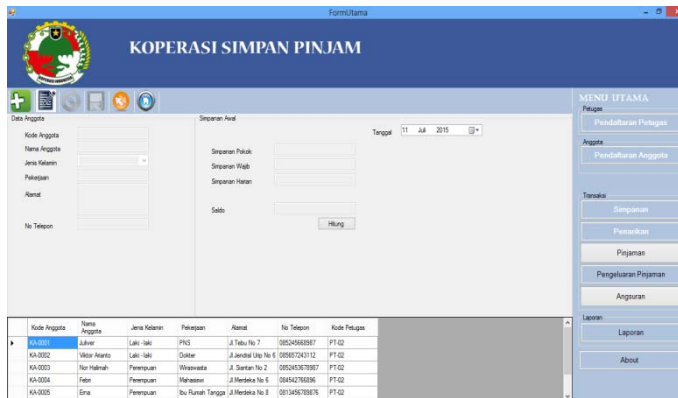 FormUtama
KOPERASI SIMPAN PINJAM
MENU UTAMA
Petugas
Pendaftaran Petugas
Anggota
Pendaftaran Anggota
Transaksi
Simpanan
Penarikan
Pinjaman
Pengeluaran Pinjaman
Angsuran
Laporan
Laporan
About
Data Anggota
Kode Anggota
Nama Anggota
Jenis Kelamin
Pekerjaan
Alamat
No Telepon
Simpanan Awal
Tanggal 11 Juli 2015
Simpanan Pokok
Simpanan Wajib
Simpanan Harian
Saldo
Hitung
Kode Anggota Nama Anggota Jenis Kelamin Pekerjaan Alamat No Telepon Kode Petugas
KA-0001 Juliver Laki - laki PNS Jl.Tebu No 7 085245668987 PT-02
KA-0002 Viktor Ananto Laki - laki Dokter Jl.Jendral Urip No 6 085657243112 PT-02
KA-0003 Nor Halimah Perempuan Wiraswasta Jl. Siantan No 2 0852453678987 PT-02
KA-0004 Febri Perempuan Mahasiswi Jl.Merdeka No 6 084542766896 PT-02
KA-0005 Erna Perempuan Ibu Rumah Tangga Jl.Merdeka No 8 0813456789876 PT-02